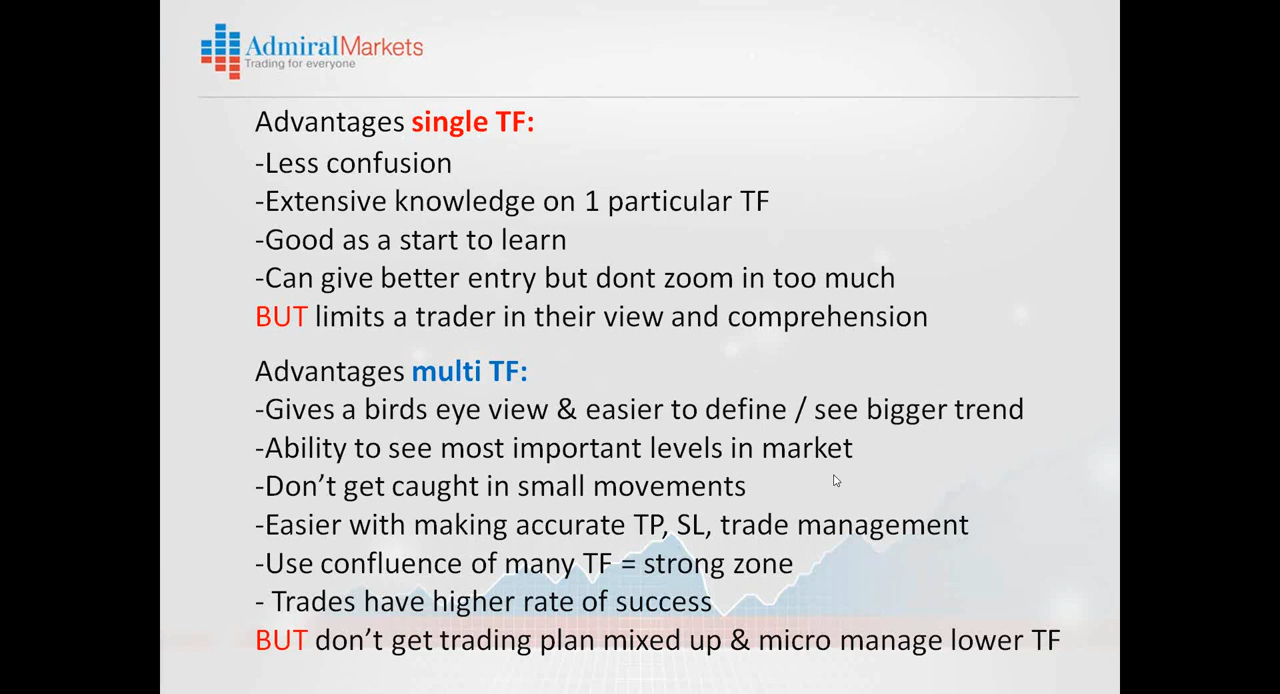 AdmiralMarkets
Trading for everyone
Advantages single TF:
-Less confusion
-Extensive knowledge on 1 particular TF
-Good as a start to learn
-Can give better entry but dont zoom in too much
BUT limits a trader in their view and comprehension
Advantages multi TF:
-Gives a birds eye view & easier to define / see bigger trend
-Ability to see most important levels in market
-Don’t get caught in small movements
-Easier with making accurate TP, SL, trade management
-Use confluence of many TF = strong zone
- Trades have higher rate of success
BUT don’t get trading plan mixed up & micro manage lower TF